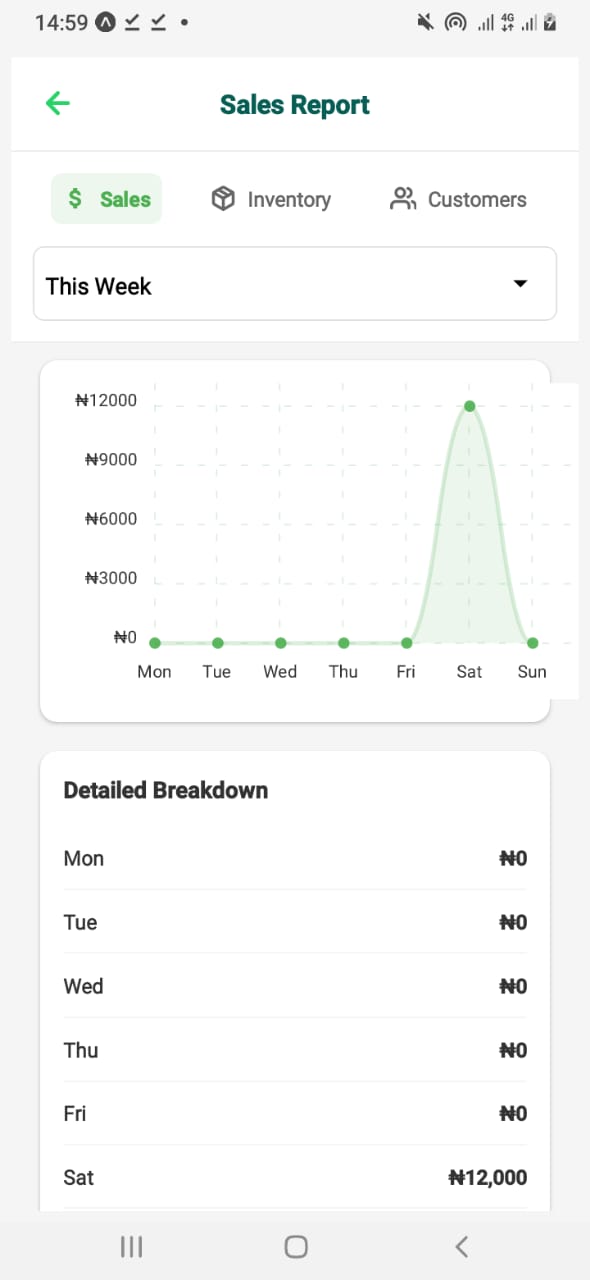 14:59
4G
Sales Report
$ Sales
Inventory
Customers
This Week
₦12000
₦9000
₦6000
₦3000
₦0
Mon Tue Wed Thu Fri Sat Sun
Detailed Breakdown
Mon ₦0
Tue ₦0
Wed ₦0
Thu ₦0
Fri ₦0
Sat ₦12,000